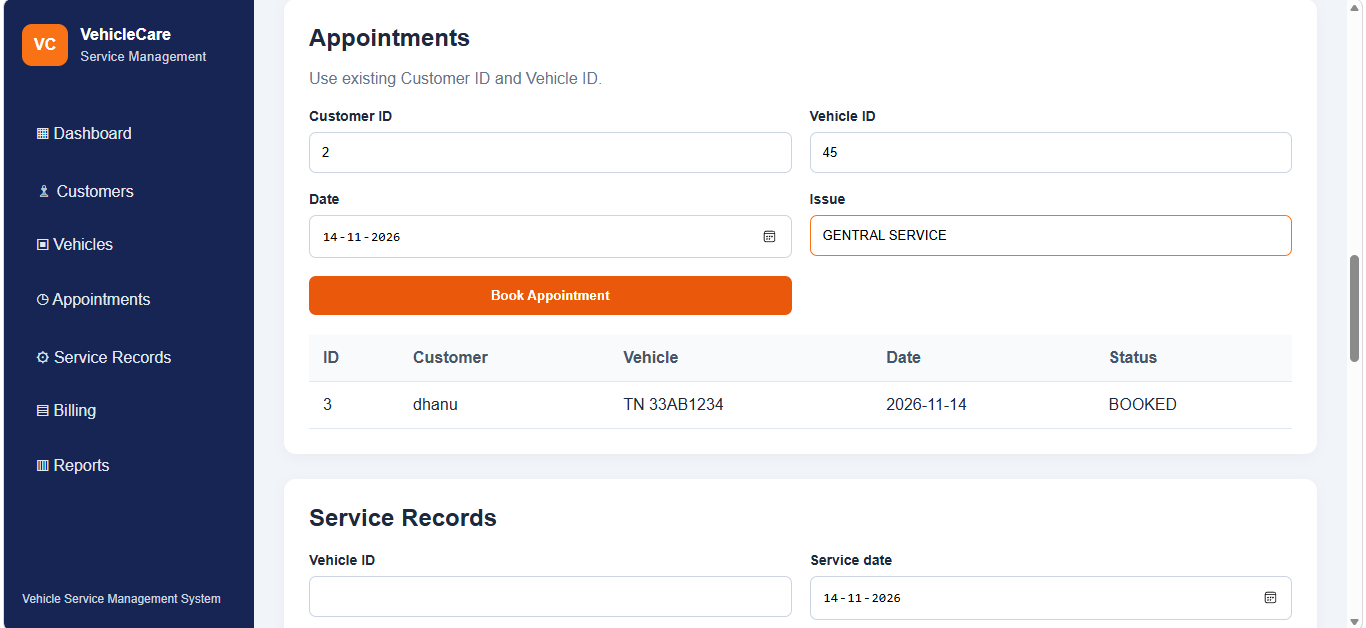 VC
VehicleCare
Service Management
Dashboard
Customers
Vehicles
Appointments
Service Records
Billing
Reports
Vehicle Service Management System
Appointments
Use existing Customer ID and Vehicle ID.
Customer ID Vehicle ID
2 45
Date Issue
14-11-2026 GENTRAL SERVICE
Book Appointment
ID Customer Vehicle Date Status
3 dhanu TN 33AB1234 2026-11-14 BOOKED
Service Records
Vehicle ID Service date
14-11-2026